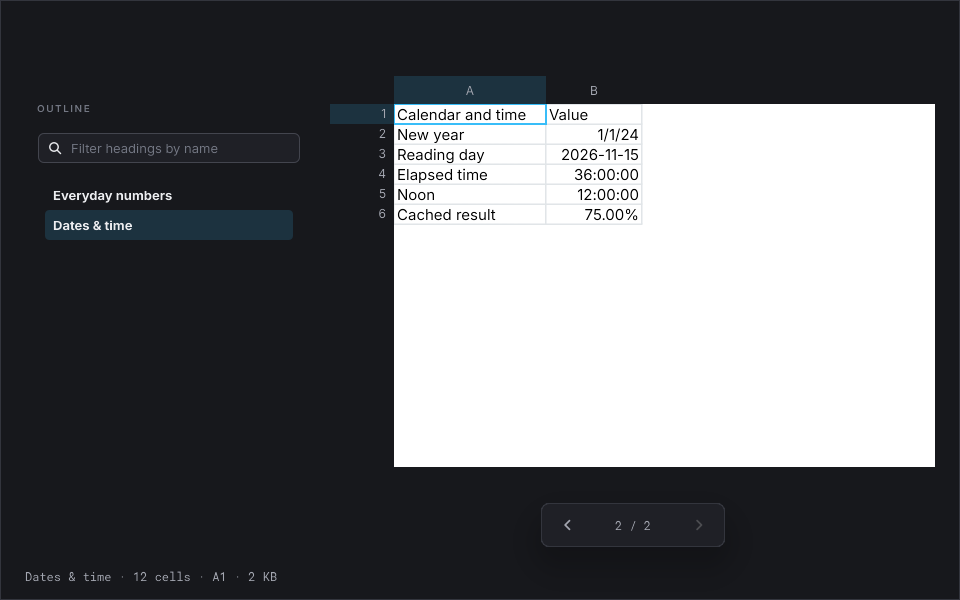 OUTLINE
Filter headings by name
Everyday numbers
Dates & time
A B
1 Calendar and time Value
2 New year 1/1/24
3 Reading day 2026-11-15
4 Elapsed time 36:00:00
5 Noon 12:00:00
6 Cached result 75.00%
2 / 2
Dates & time · 12 cells · A1 · 2 KB